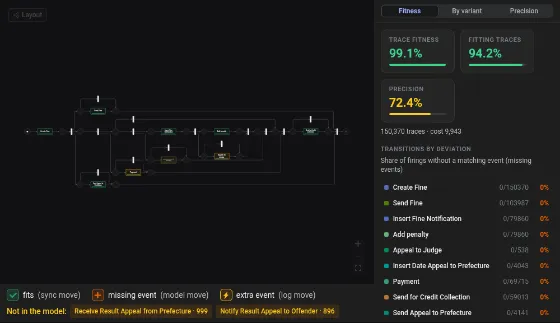 Layout
Fitness
By variant
Precision
TRACE FITNESS
99.1%
FITTING TRACES
94.2%
PRECISION
72.4%
150,370 traces · cost 9,943
TRANSITIONS BY DEVIATION
Share of firings without a matching event (missing
events)
Create Fine 0/150370 0%
Send Fine 0/103987 0%
Insert Fine Notification 0/79860 0%
Add penalty 0/79860 0%
Appeal to Judge 0/538 0%
Insert Date Appeal to Prefecture 0/4043 0%
Payment 0/69715 0%
Send for Credit Collection 0/59013 0%
Send Appeal to Prefecture 0/4141 0%
fits (sync move) missing event (model move) extra event (log move)
Not in the model: Receive Result Appeal from Prefecture · 999 Notify Result Appeal to Offender · 896